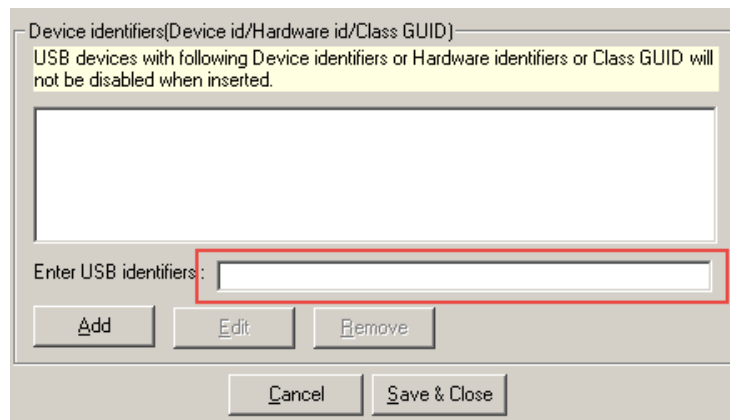 Device identifiers(Device id/Hardware id/Class GUID)
USB devices with following Device identifiers or Hardware identifiers or Class GUID will
not be disabled when inserted.
Enter USB identifiers :
Add Edit Remove
Cancel Save & Close